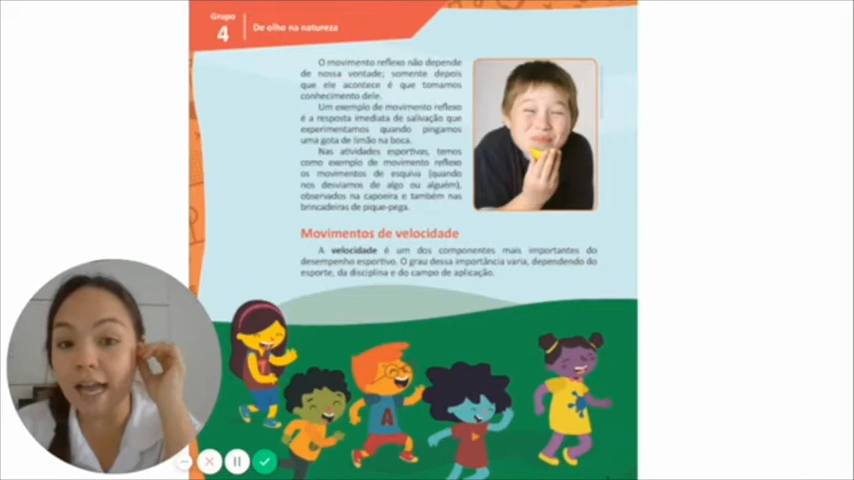 Grupo
4
De olho na natureza
O movimento reflexo não depende
de nossa vontade; somente depois
que ele acontece é que tomamos
conhecimento dele.
Um exemplo de movimento reflexo
é a resposta imediata de salivação que
experimentamos quando pingamos
uma gota de limão na boca.
Nas atividades esportivas, temos
como exemplo de movimento reflexo
os movimentos de esquiva (quando
nos desviamos de algo ou alguém),
observados na capoeira e também nas
brincadeiras de pique-pega.
Movimentos de velocidade
A velocidade é um dos componentes mais importantes do
desempenho esportivo. O grau dessa importância varia, dependendo do
esporte, da disciplina e do campo de aplicação.
A